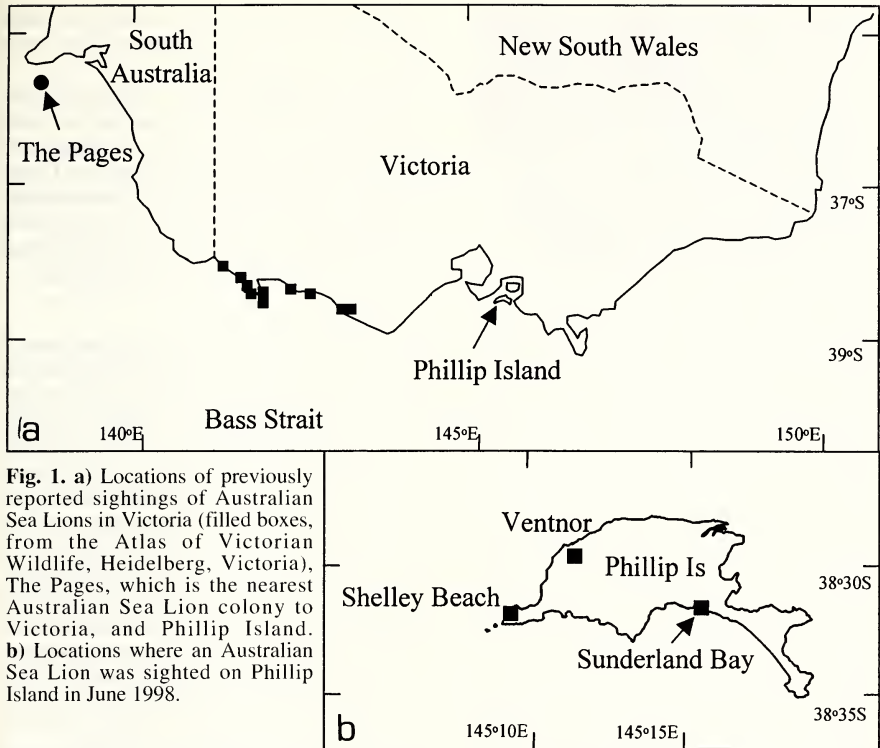 South
Australia
New South Wales
The Pages
Victoria
37°S
Phillip Island
39°S
Bass Strait
a
140°E
145°E
150°E
Fig. 1. a) Locations of previously
reported sightings of Australian
Sea Lions in Victoria (filled boxes,
from the Atlas of Victorian
Wildlife, Heidelberg, Victoria),
The Pages, which is the nearest
Australian Sea Lion colony to
Victoria, and Phillip Island.
b) Locations where an Australian
Sea Lion was sighted on Phillip
Island in June 1998.
Ventnor
Phillip Is
38°30S
Shelley Beach
Sunderland Bay
38°35S
b
145°10E
145°15E